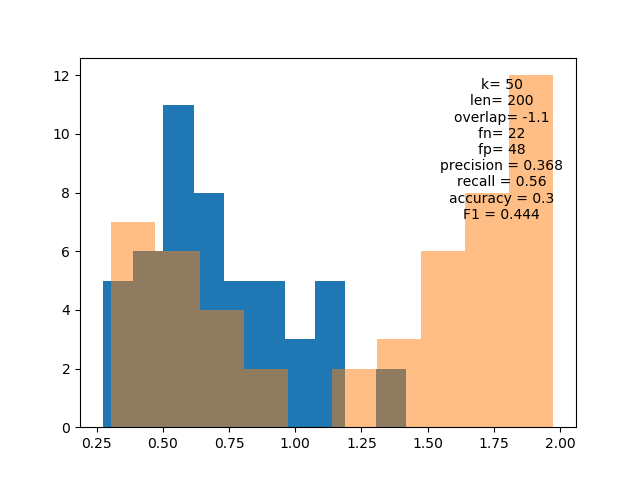 12
10
8
6
4
2
0
k= 50
len= 200
overlap= -1.1
fn= 22
fp= 48
precision = 0.368
recall = 0.56
accuracy = 0.3
F1 = 0.444
0.25 0.50 0.75 1.00 1.25 1.50 1.75 2.00